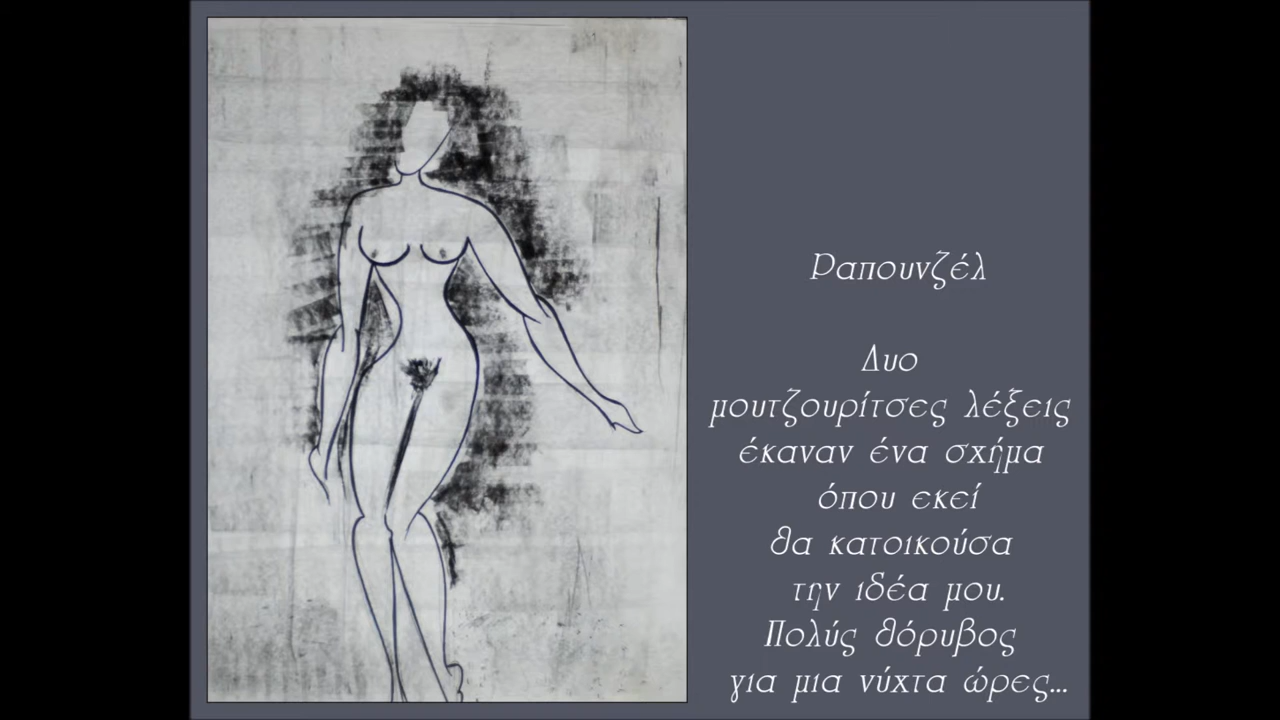 Ραπουνζέλ
Δυο
μουτζουρίτσες λέξεις
έκαναν ένα σχήμα
όπου εκεί
θα κατοικούσα
την ιδέα μου.
Πολύς θόρυβος
για μια νύχτα ώρες...